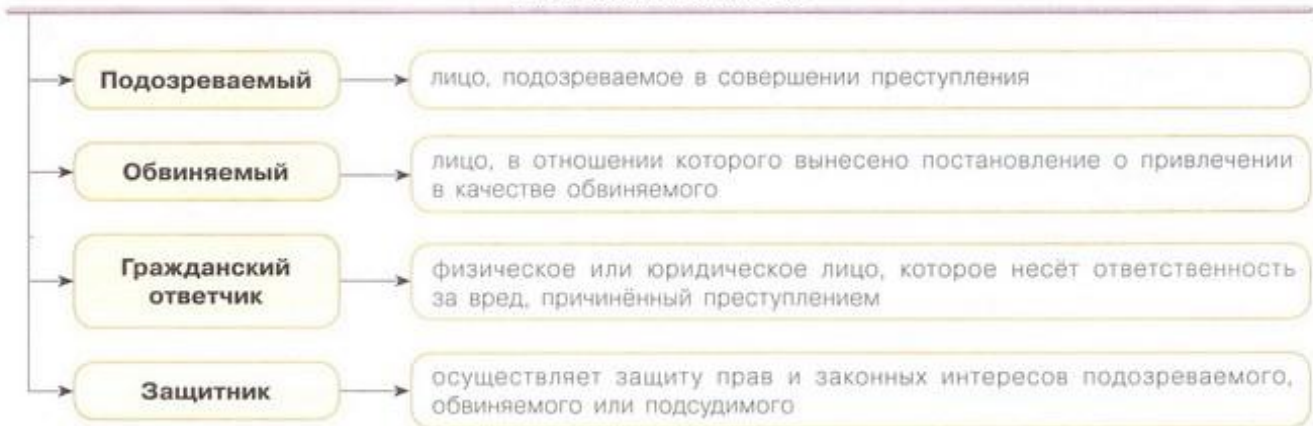 Подозреваемый
лицо, подозреваемое в совершении преступления
Обвиняемый
лицо, в отношении которого вынесено постановление о привлечении
в качестве обвиняемого
Гражданский
ответчик
физическое или юридическое лицо, которое несёт ответственность
за вред, причинённый преступлением
Защитник
осуществляет защиту прав и законных интересов подозреваемого,
обвиняемого или подсудимого